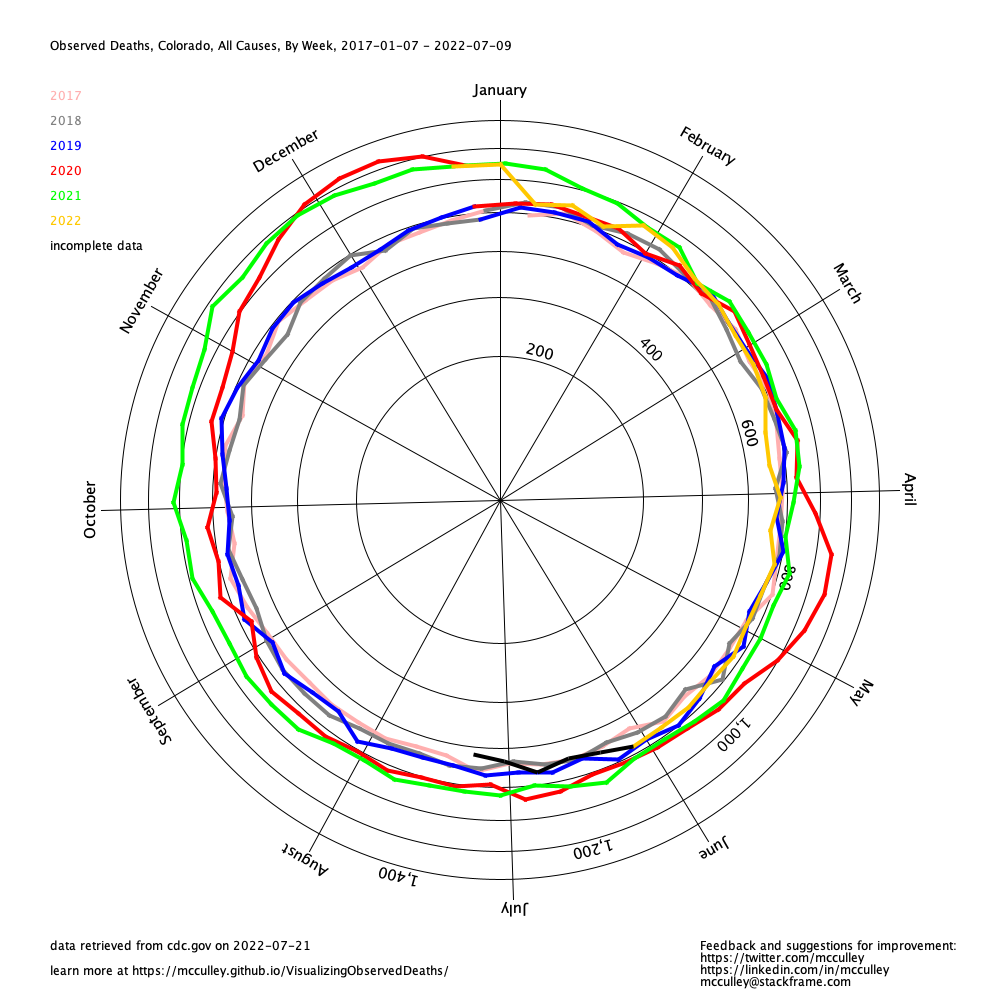 Observed Deaths, Colorado, All Causes, By Week, 2017-01-07 - 2022-07-09
2017
2018
2019
2020
2021
2022
incomplete data
January
February
March
April
May
June
July
August
September
October
November
December
200
400
600
800
1,000
1,200
1,400
data retrieved from cdc.gov on 2022-07-21
learn more at https://mcculley.github.io/VisualizingObservedDeaths/
Feedback and suggestions for improvement:
https://twitter.com/mcculley
https://linkedin.com/in/mcculley
mcculley@stackframe.com